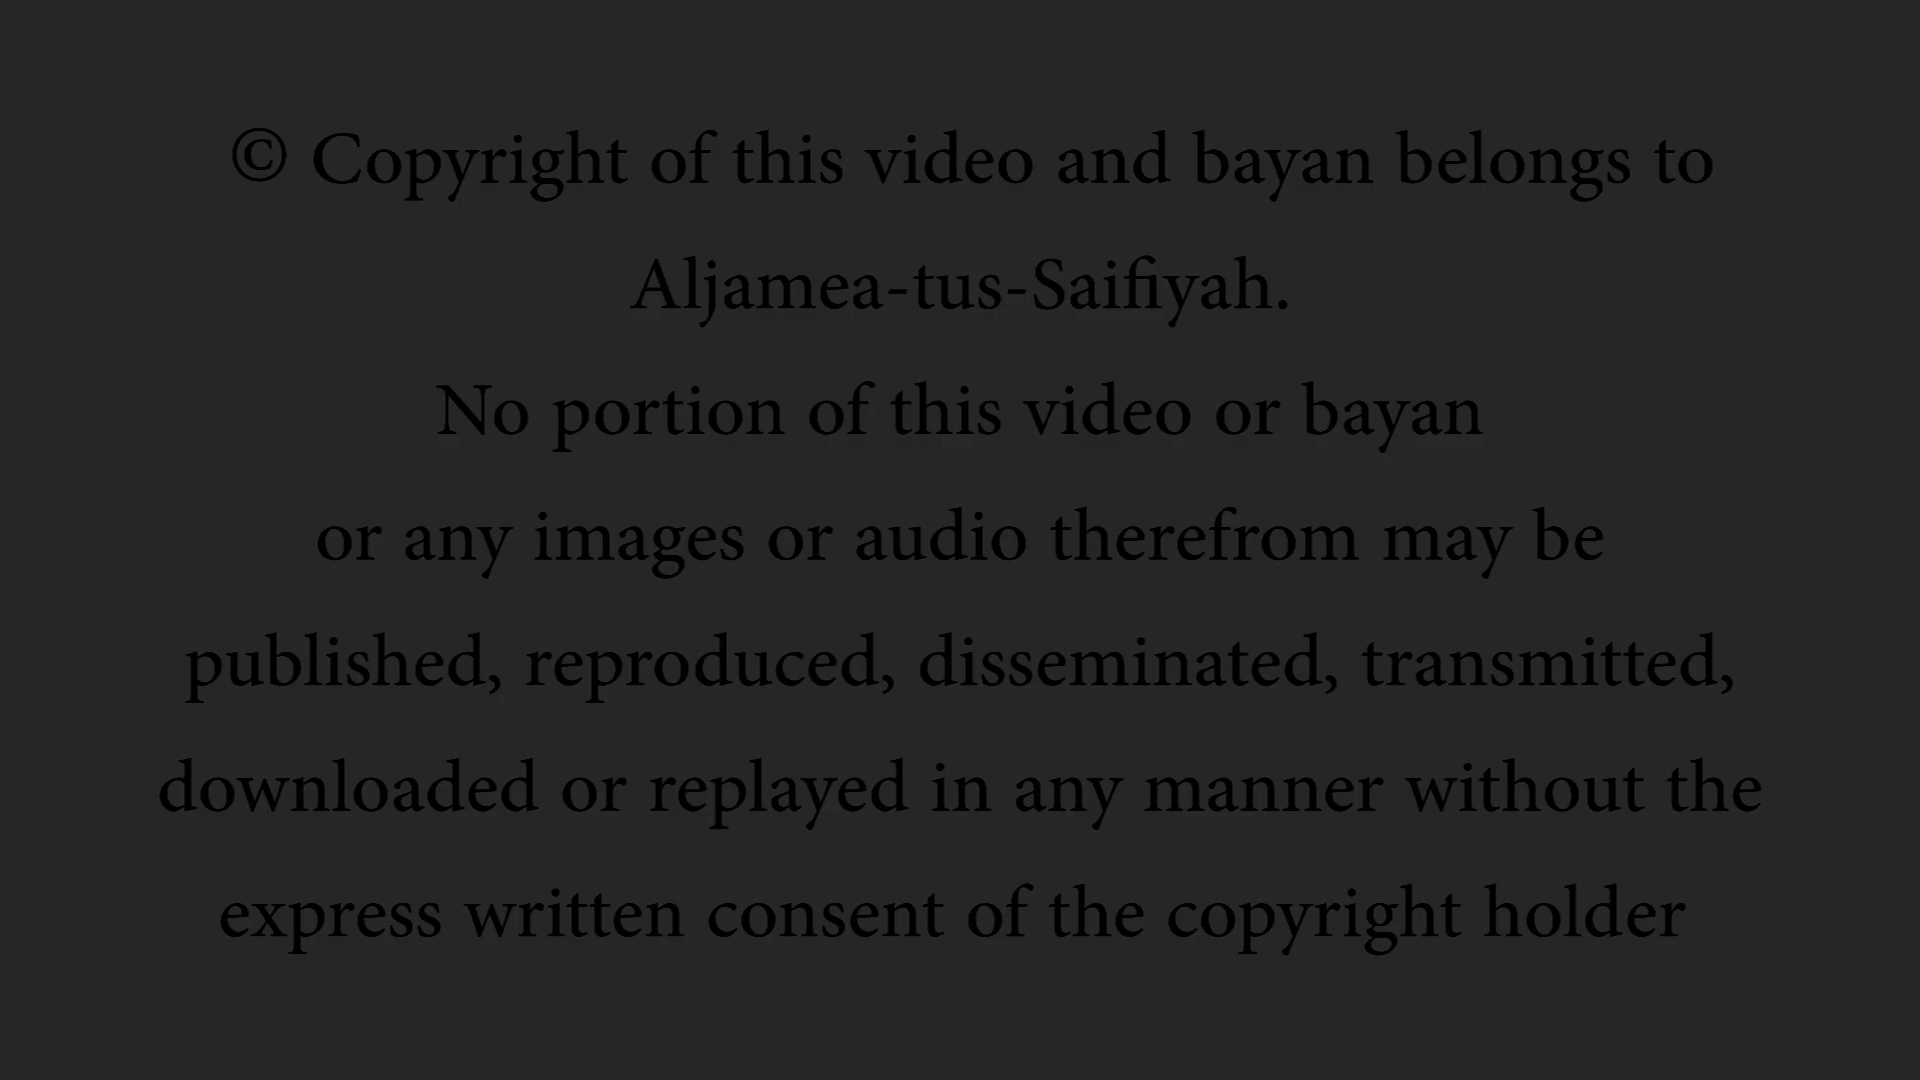 © Copyright of this video and bayan belongs to
Aljamea-tus-Saifiyah.
No portion of this video or bayan
or any images or audio therefrom may be
published, reproduced, disseminated, transmitted,
downloaded or replayed in any manner without the
express written consent of the copyright holder